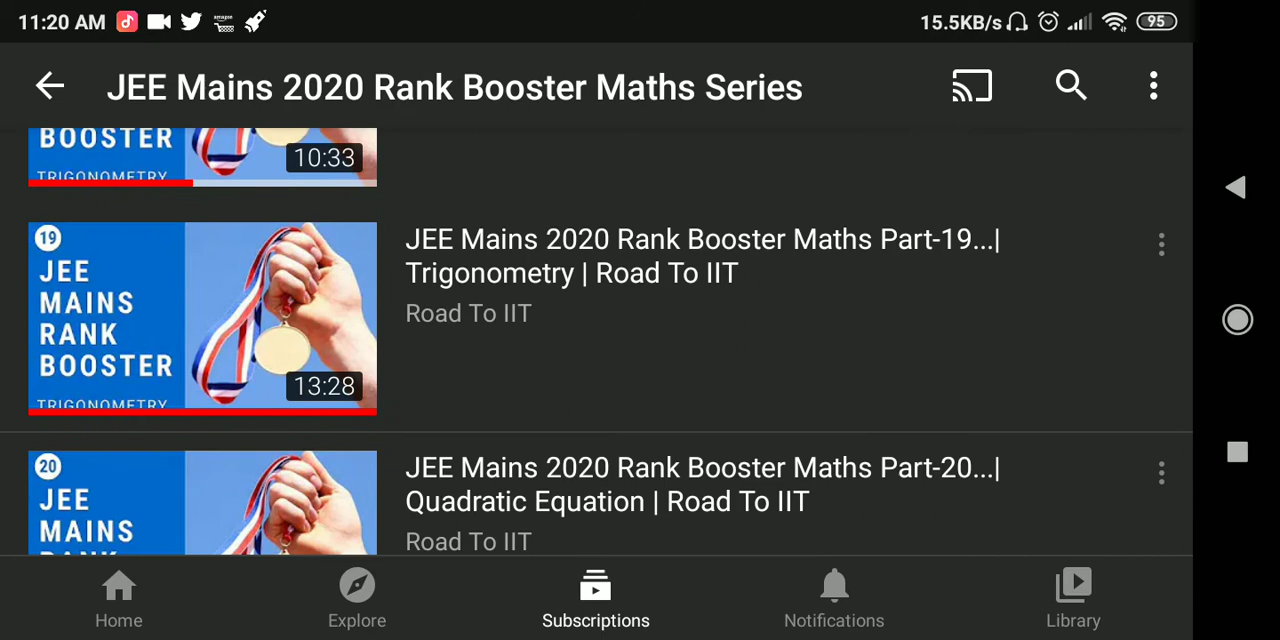 11:20 AM
15.5KB/s
95
JEE Mains 2020 Rank Booster Maths Series
BOOSTER
TRIGONOMETRY
10:33
19
JEE
MAINS
RANK
BOOSTER
TRIGONOMETRY
13:28
JEE Mains 2020 Rank Booster Maths Part-19...|
Trigonometry | Road To IIT
Road To IIT
20
JEE
MAINS
RANK
JEE Mains 2020 Rank Booster Maths Part-20...|
Quadratic Equation | Road To IIT
Road To IIT
Home
Explore
Subscriptions
Notifications
Library